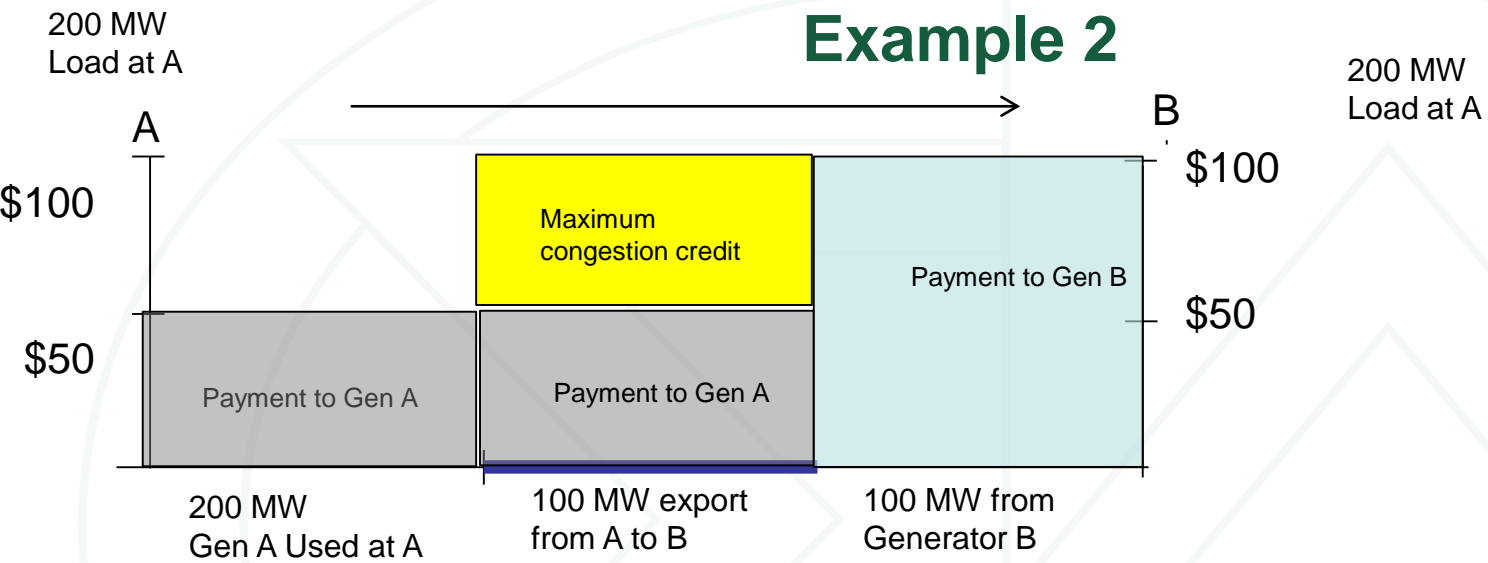 Example 2
200 MW
Load at A
200 MW
Load at A
A
B
$100
$50
$100
$50
Maximum
congestion credit
Payment to Gen A
Payment to Gen A
Payment to Gen B
200 MW
Gen A Used at A
100 MW export
from A to B
100 MW from
Generator B